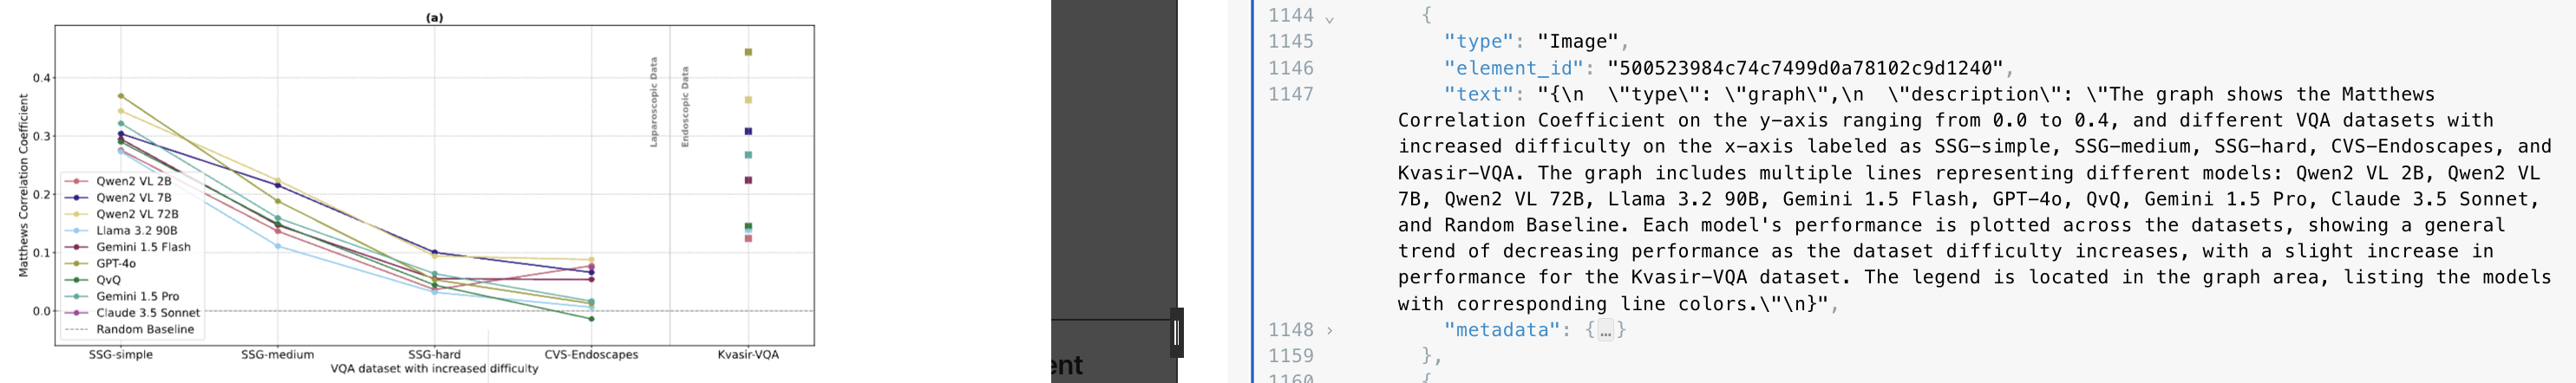 (a)
Matthews Correlation Coefficient
0.4
0.3
0.2
0.1
0.0
Laparoscopic Data
Endoscopic Data
Qwen2 VL 2B
Qwen2 VL 7B
Qwen2 VL 72B
Llama 3.2 90B
Gemini 1.5 Flash
GPT-4o
QvQ
Gemini 1.5 Pro
Claude 3.5 Sonnet
Random Baseline
SSG-simple
SSG-medium
SSG-hard
CVS-Endoscapes
Kvasir-VQA
VQA dataset with increased difficulty
ent
1144 {
1145 "type": "Image",
1146 "element_id": "500523984c74c7499d0a78102c9d1240",
1147 "text": "{\n  \"type\": \"graph\",\n  \"description\": \"The graph shows the Matthews
Correlation Coefficient on the y-axis ranging from 0.0 to 0.4, and different VQA datasets with
increased difficulty on the x-axis labeled as SSG-simple, SSG-medium, SSG-hard, CVS-Endoscapes, and
Kvasir-VQA. The graph includes multiple lines representing different models: Qwen2 VL 2B, Qwen2 VL
7B, Qwen2 VL 72B, Llama 3.2 90B, Gemini 1.5 Flash, GPT-4o, QvQ, Gemini 1.5 Pro, Claude 3.5 Sonnet,
and Random Baseline. Each model's performance is plotted across the datasets, showing a general
trend of decreasing performance as the dataset difficulty increases, with a slight increase in
performance for the Kvasir-VQA dataset. The legend is located in the graph area, listing the models
with corresponding line colors.\"\n}",
1148 "metadata": {…}
1159 },
1160 {